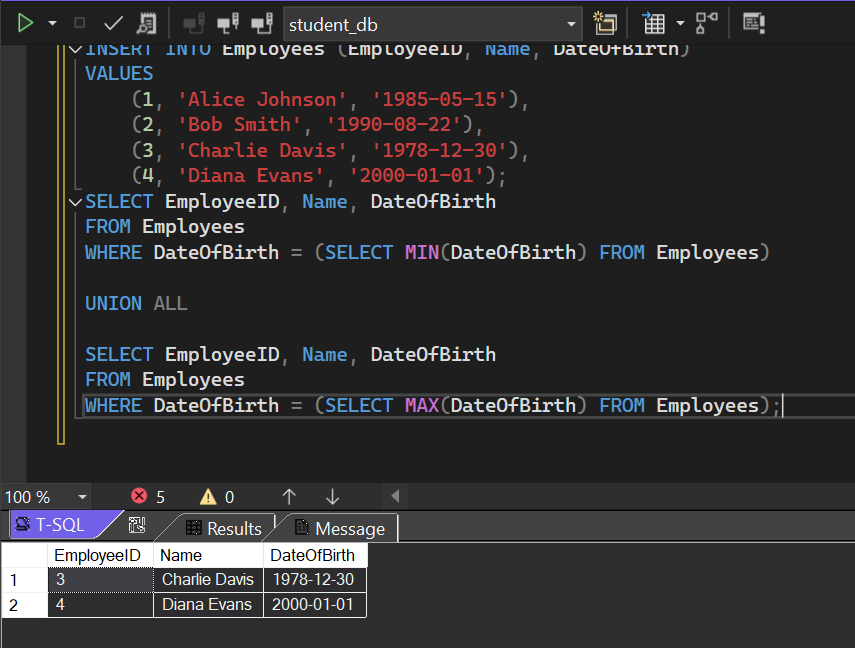 student_db
INSERT INTO Employees (EmployeeID, Name, DateOfBirth)
VALUES
(1, 'Alice Johnson', '1985-05-15'),
(2, 'Bob Smith', '1990-08-22'),
(3, 'Charlie Davis', '1978-12-30'),
(4, 'Diana Evans', '2000-01-01');
SELECT EmployeeID, Name, DateOfBirth
FROM Employees
WHERE DateOfBirth = (SELECT MIN(DateOfBirth) FROM Employees)
UNION ALL
SELECT EmployeeID, Name, DateOfBirth
FROM Employees
WHERE DateOfBirth = (SELECT MAX(DateOfBirth) FROM Employees);
100 % 5 0
T-SQL Results Message
EmployeeID Name DateOfBirth
1 3 Charlie Davis 1978-12-30
2 4 Diana Evans 2000-01-01